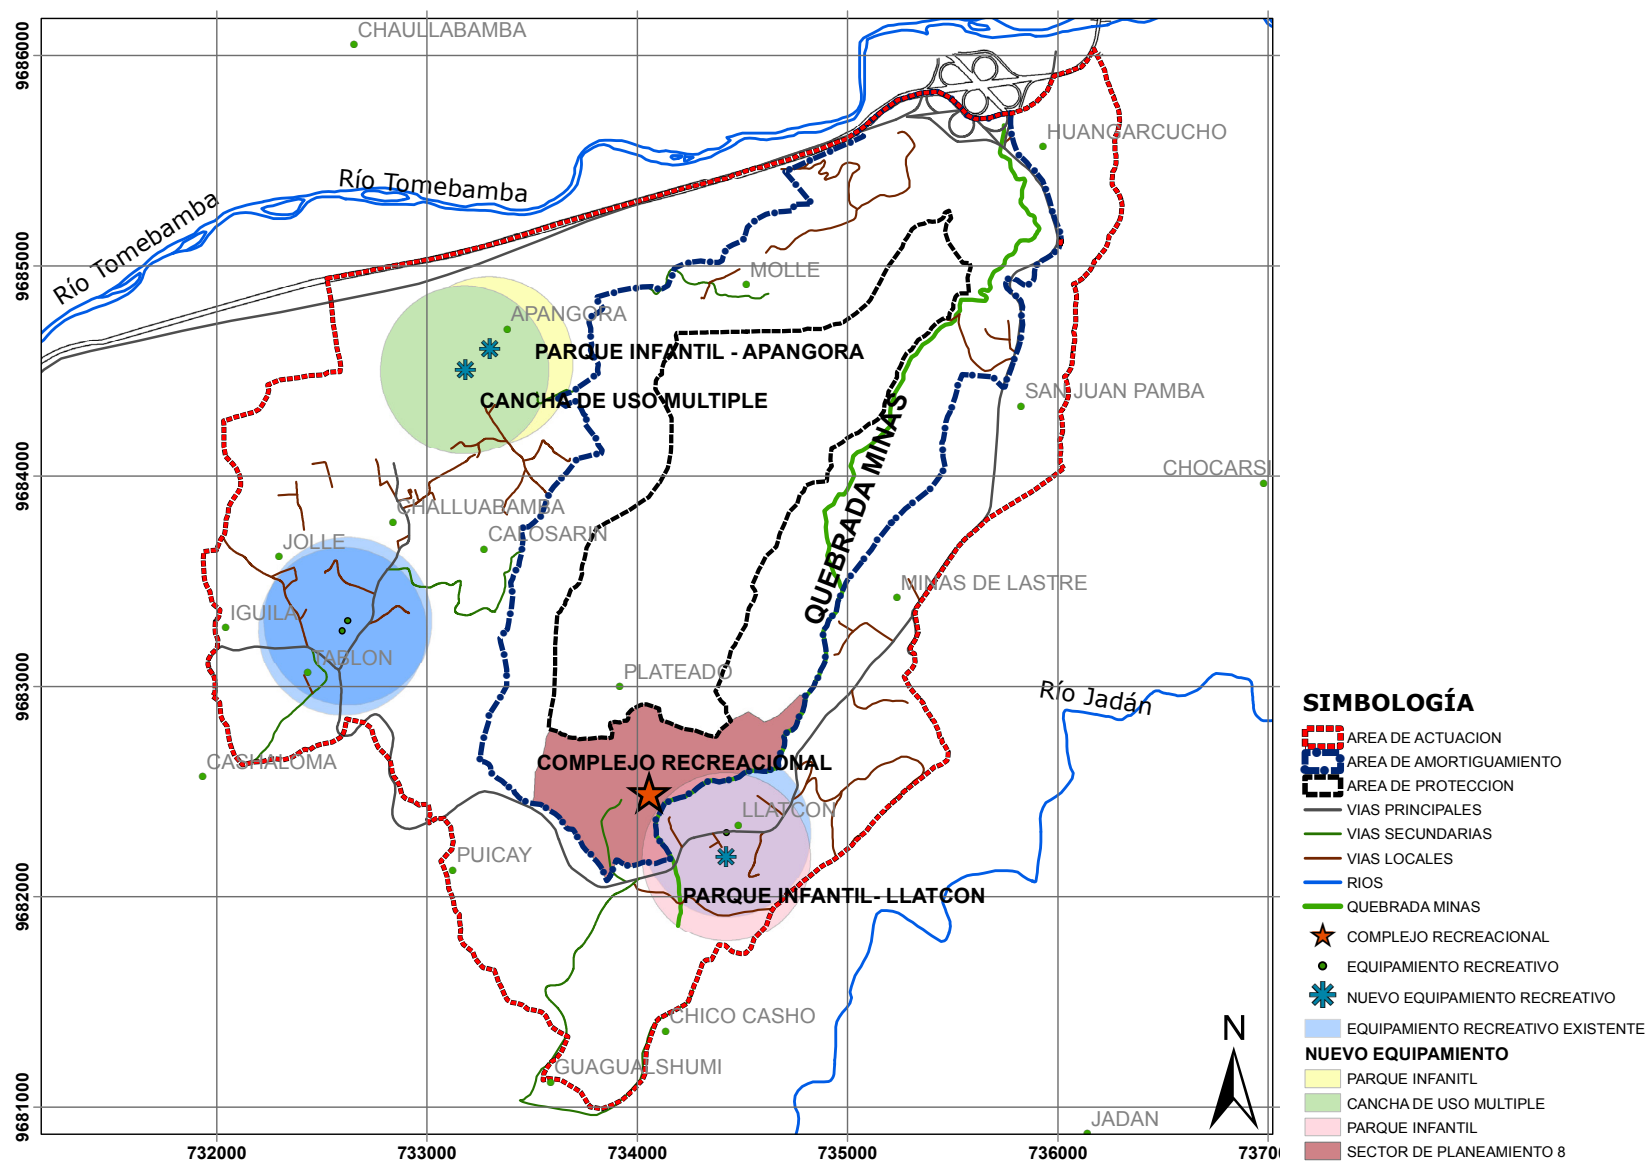 CHAULLABAMBA
9686000
HUANGARCUCHO
Río Tomebamba
Río Tomebamba
9685000
MOLLE
APANGORA
PARQUE INFANTIL - APANGORA
CANCHA DE USO MULTIPLE
SAN JUAN PAMBA
QUEBRADA MINAS
9684000
CHOCARSI
CHALLUABAMBA
CALOSARIN
JOLLE
MINAS DE LASTRE
IGUILA
TABLON
PLATEADO
9683000
Río Jadán
CASHALOMA
COMPLEJO RECREACIONAL
LLATCON
PUICAY
PARQUE INFANTIL- LLATCON
9682000
CHICO CASHO
GUAGUALSHUMI
9681000
JADAN
732000
733000
734000
735000
736000
7370
N
SIMBOLOGÍA
AREA DE ACTUACION
AREA DE AMORTIGUAMIENTO
AREA DE PROTECCION
VIAS PRINCIPALES
VIAS SECUNDARIAS
VIAS LOCALES
RIOS
QUEBRADA MINAS
COMPLEJO RECREACIONAL
EQUIPAMIENTO RECREATIVO
NUEVO EQUIPAMIENTO RECREATIVO
EQUIPAMIENTO RECREATIVO EXISTENTE
NUEVO EQUIPAMIENTO
PARQUE INFANITL
CANCHA DE USO MULTIPLE
PARQUE INFANTIL
SECTOR DE PLANEAMIENTO 8